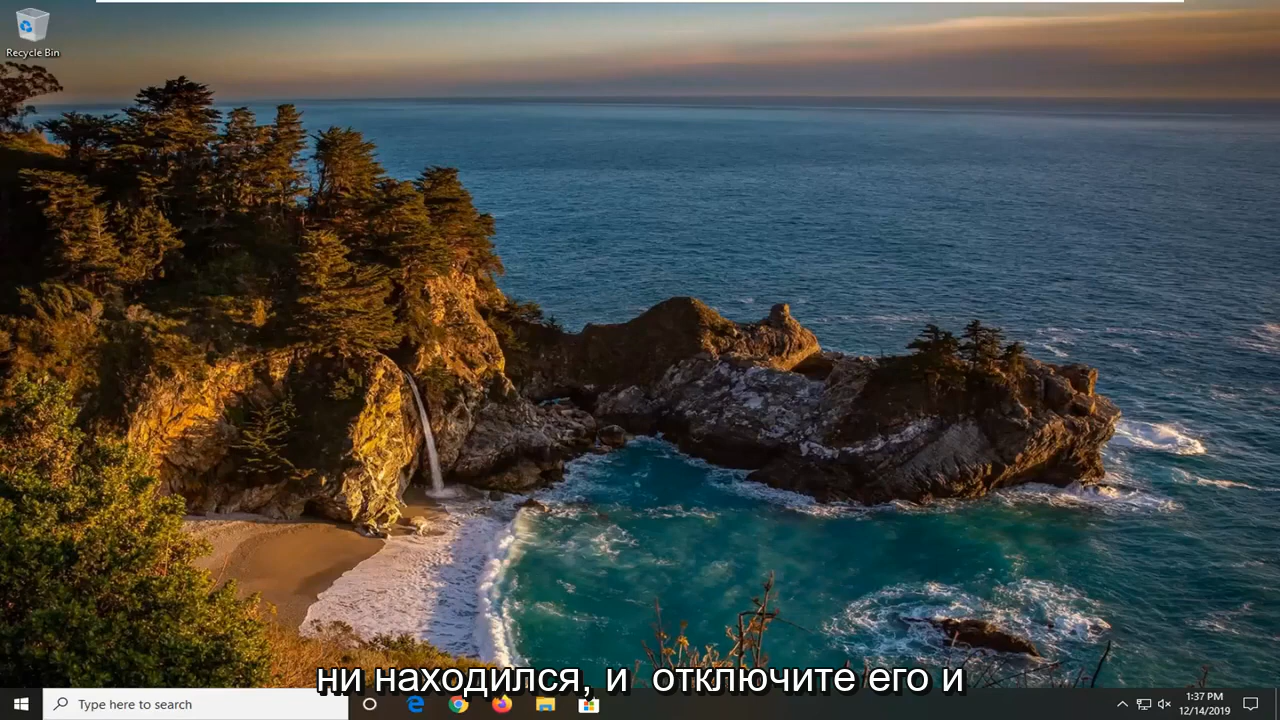 Recycle Bin
ни находился, и отключите его и
Type here to search
1:37 PM
12/14/2019